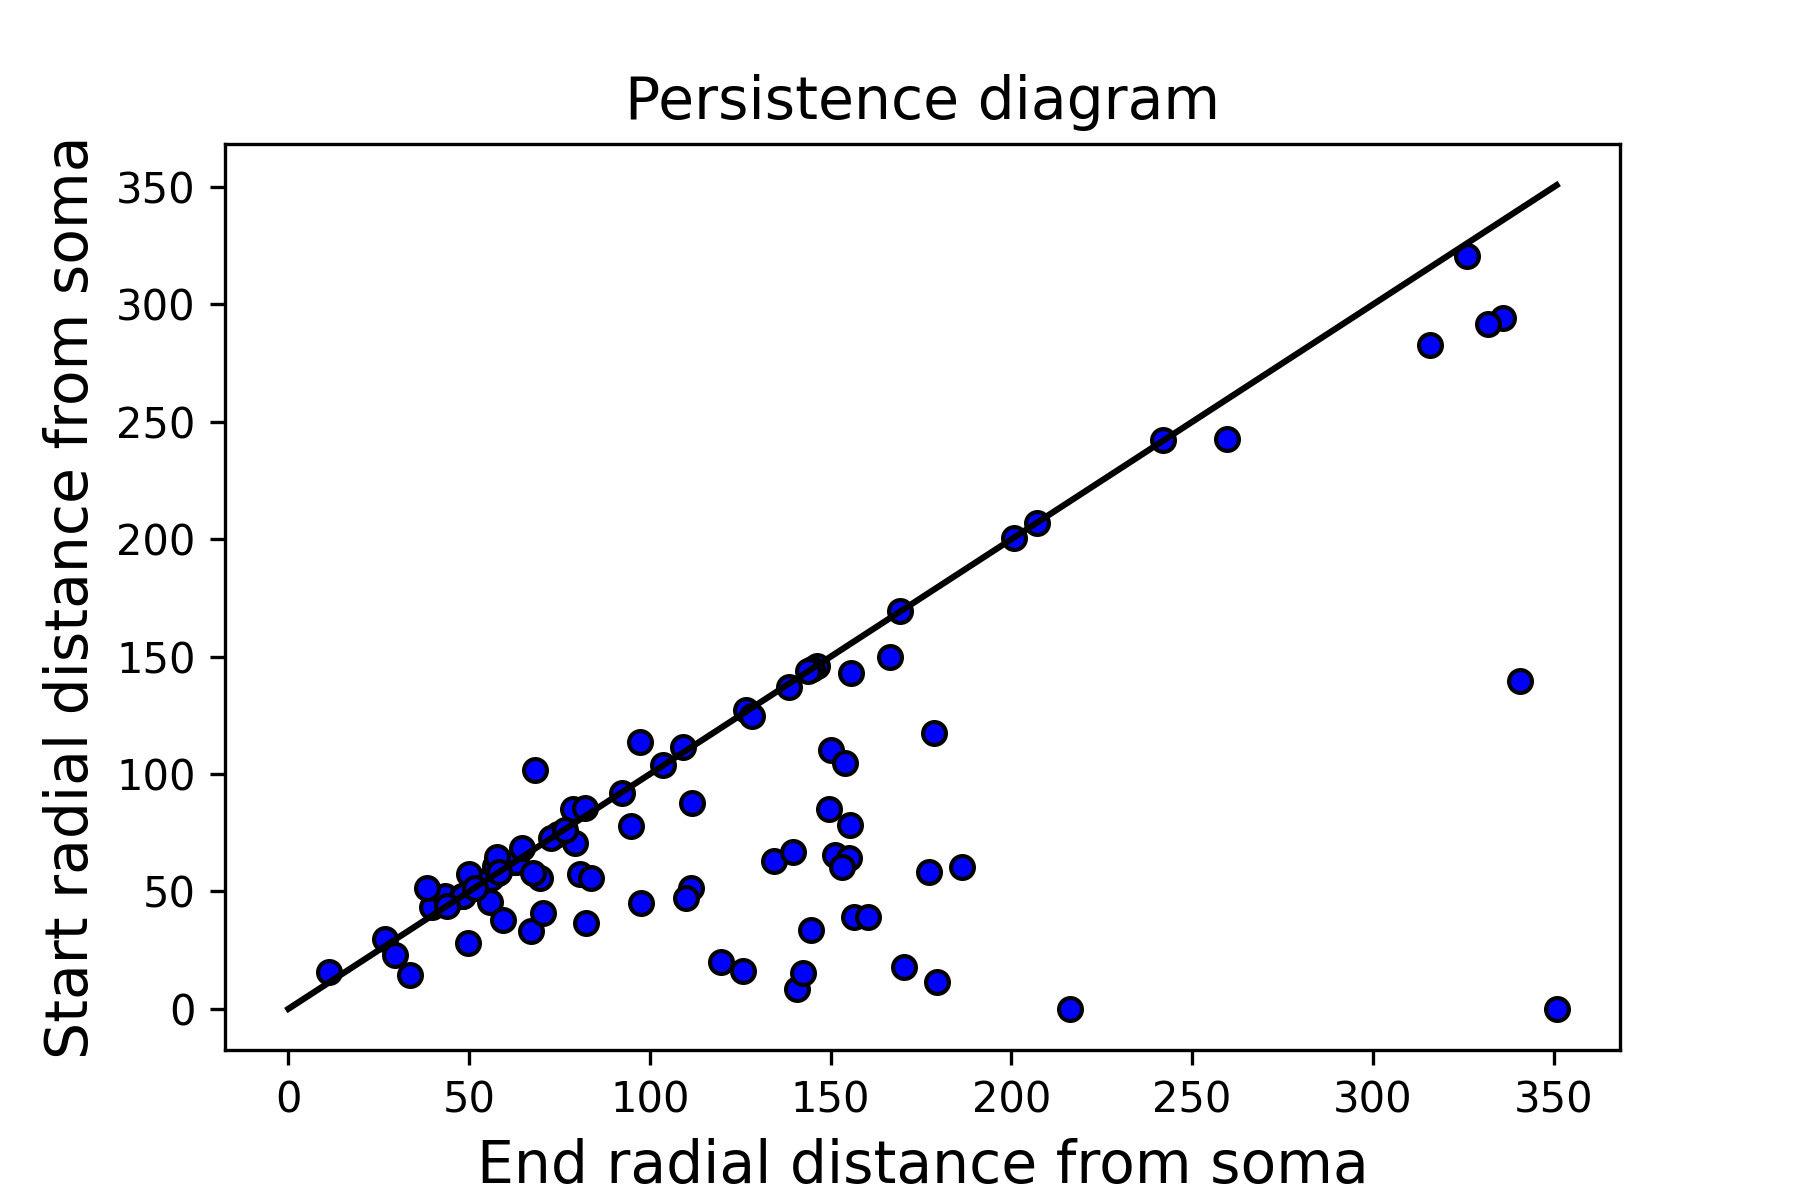 Persistence diagram
Start radial distance from soma
350
300
250
200
150
100
50
0
0 50 100 150 200 250 300 350
End radial distance from soma